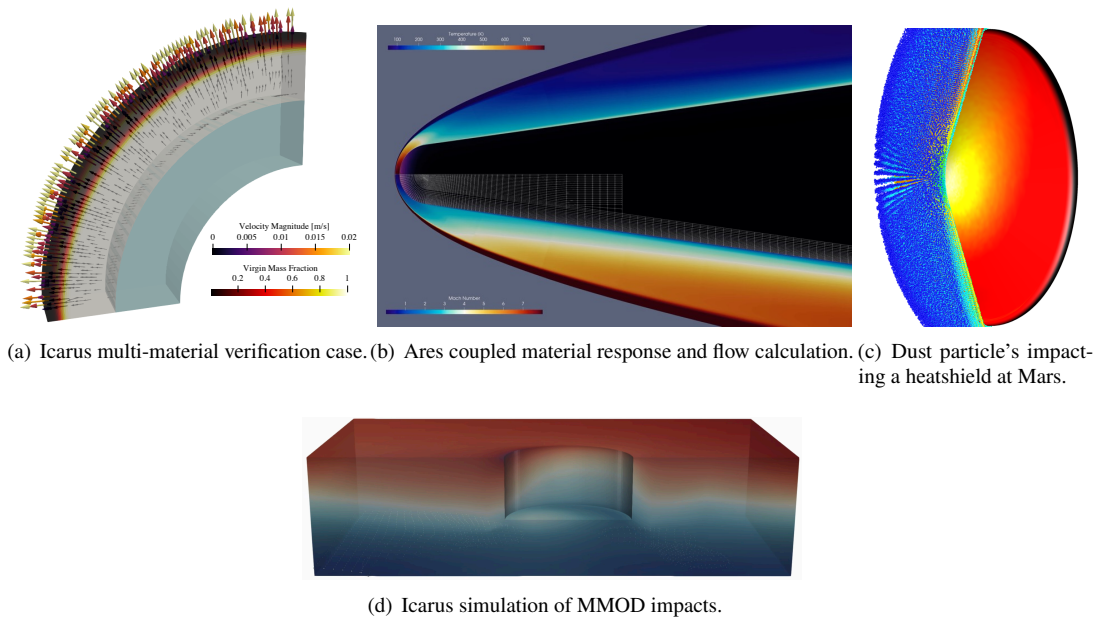 Velocity Magnitude [m/s]
0 0.005 0.01 0.015 0.02
Virgin Mass Fraction
0.2 0.4 0.6 0.8 1
Temperature (K)
100 200 300 400 500 600 700
Mach Number
1 2 3 4 5 6 7
(a) Icarus multi-material verification case.
(b) Ares coupled material response and flow calculation.
(c) Dust particle's impact-
ing a heatshield at Mars.
(d) Icarus simulation of MMOD impacts.